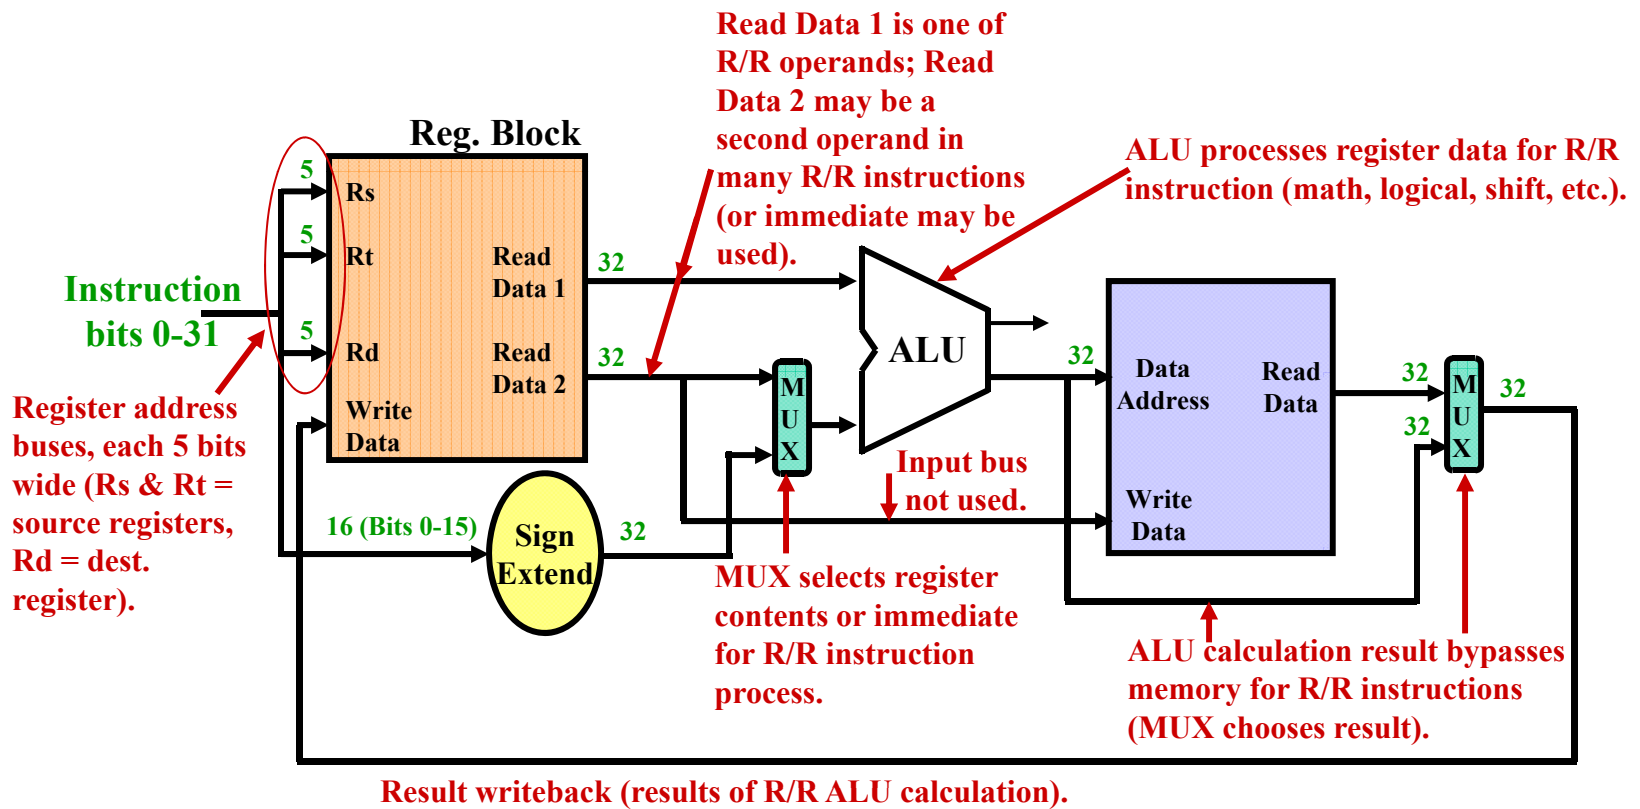 Read Data 1 is one of
R/R operands; Read
Data 2 may be a
second operand in
many R/R instructions
(or immediate may be
used).
Reg. Block
ALU processes register data for R/R
instruction (math, logical, shift, etc.).
5
Rs
5
Rt
Read
Data 1
32
Instruction
bits 0-31
5
Rd
Read
Data 2
32
Write
Data
M
U
X
ALU
32
Data
Address
Read
Data
Write
Data
32
32
M
U
X
32
Register address
buses, each 5 bits
wide (Rs & Rt =
source registers,
Rd = dest.
register).
16 (Bits 0-15)
Sign
Extend
32
Input bus
not used.
MUX selects register
contents or immediate
for R/R instruction
process.
ALU calculation result bypasses
memory for R/R instructions
(MUX chooses result).
Result writeback (results of R/R ALU calculation).